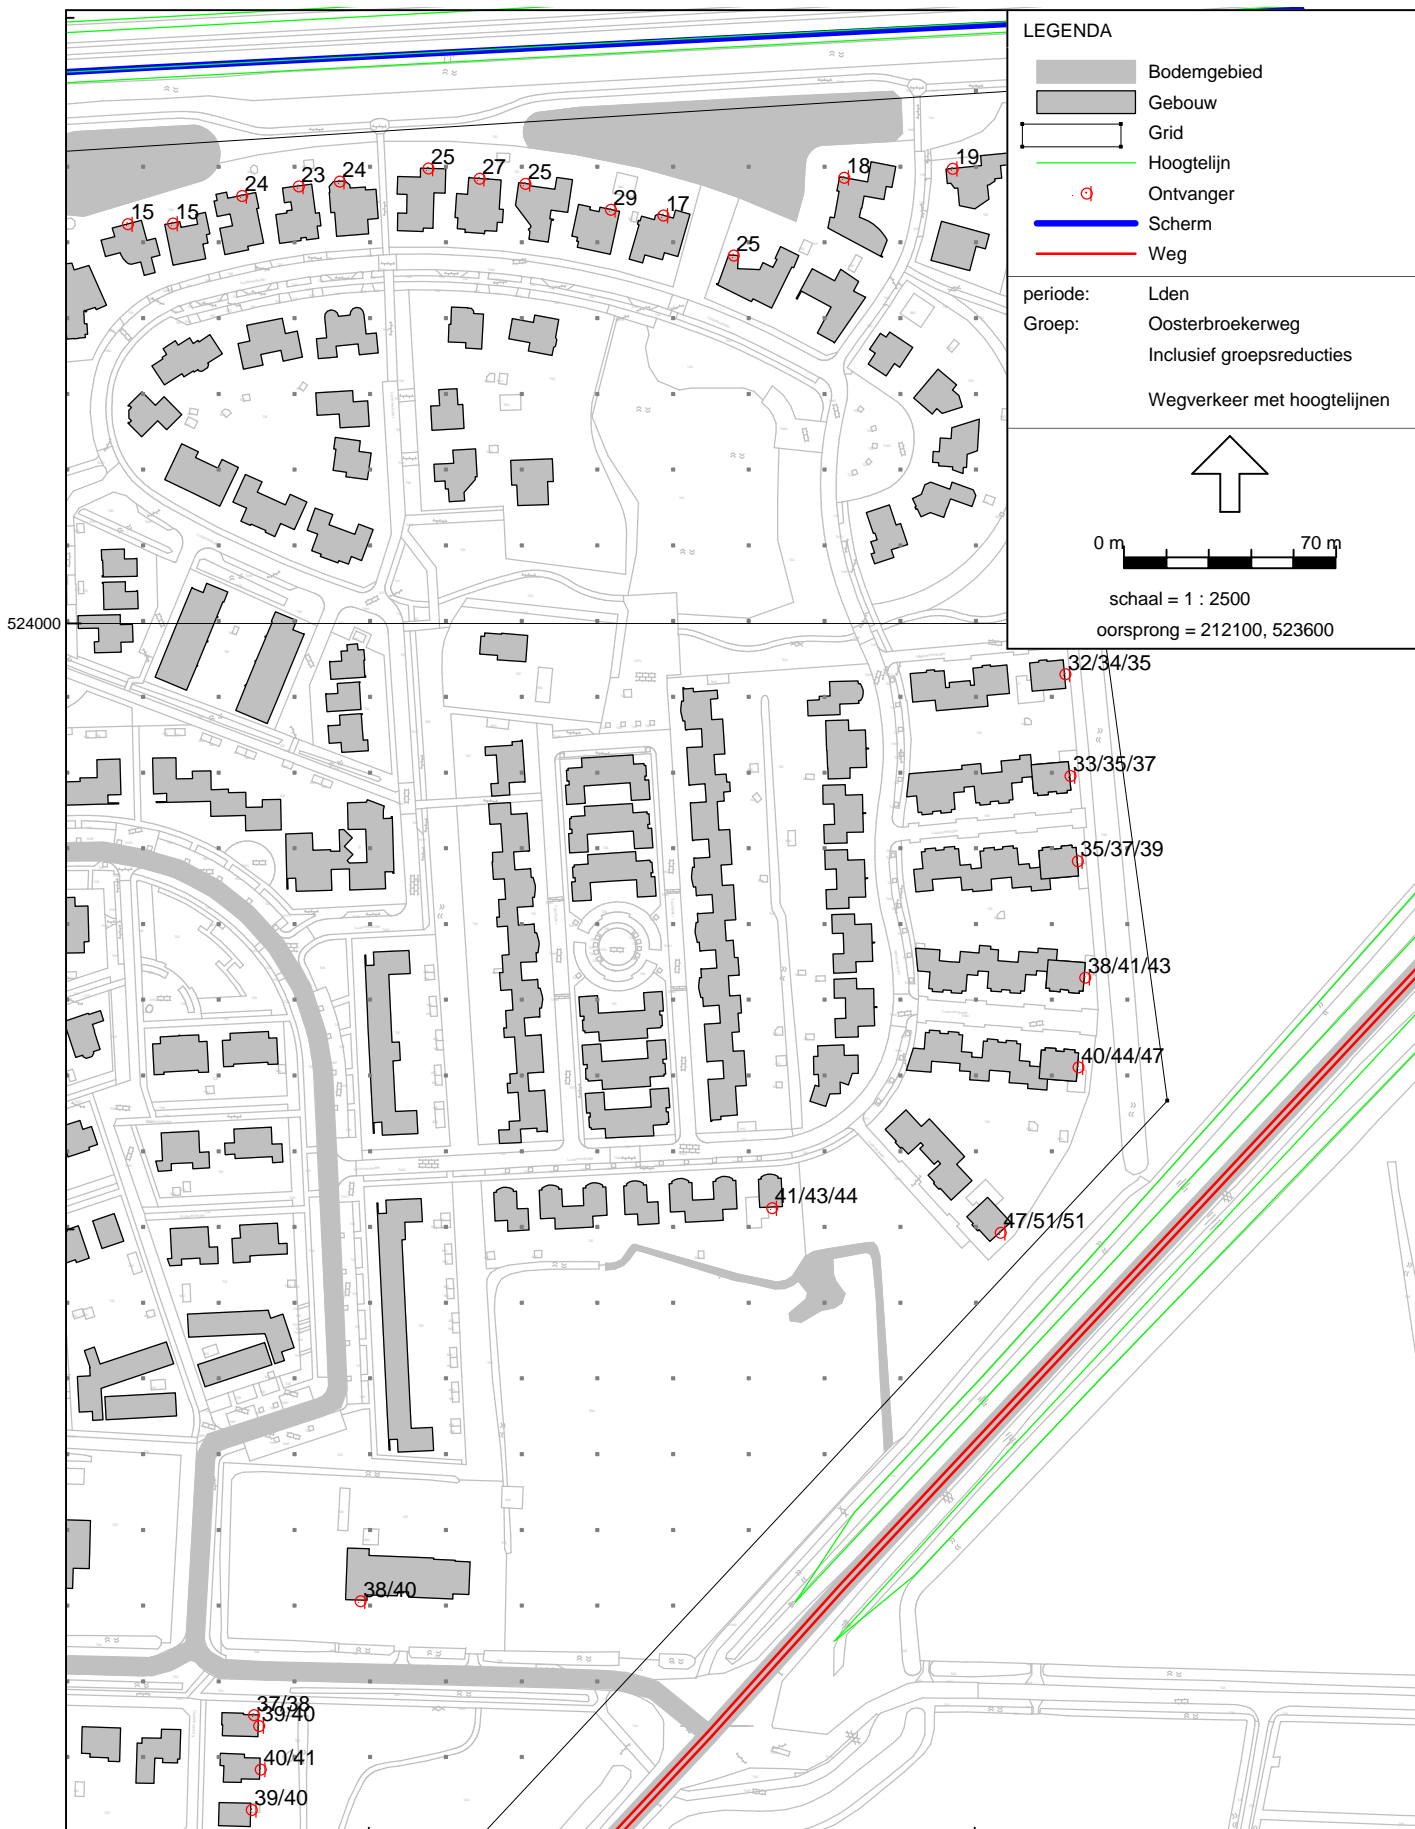 LEGENDA
Bodemgebied
Gebouw
Grid
Hoogtelijn
Ontvanger
Scherm
Weg
periode: Lden
Groep: Oosterbroekerweg
Inclusief groepsreducties
Wegverkeer met hoogtelijnen
0 m 70 m
schaal = 1 : 2500
oorsprong = 212100, 523600
15
15
24
23
24
25
27
25
29
17
25
18
19
524000
32/34/35
33/35/37
35/37/39
38/41/43
40/44/47
41/43/44
47/51/51
38/40
37/38
39/40
40/41
39/40